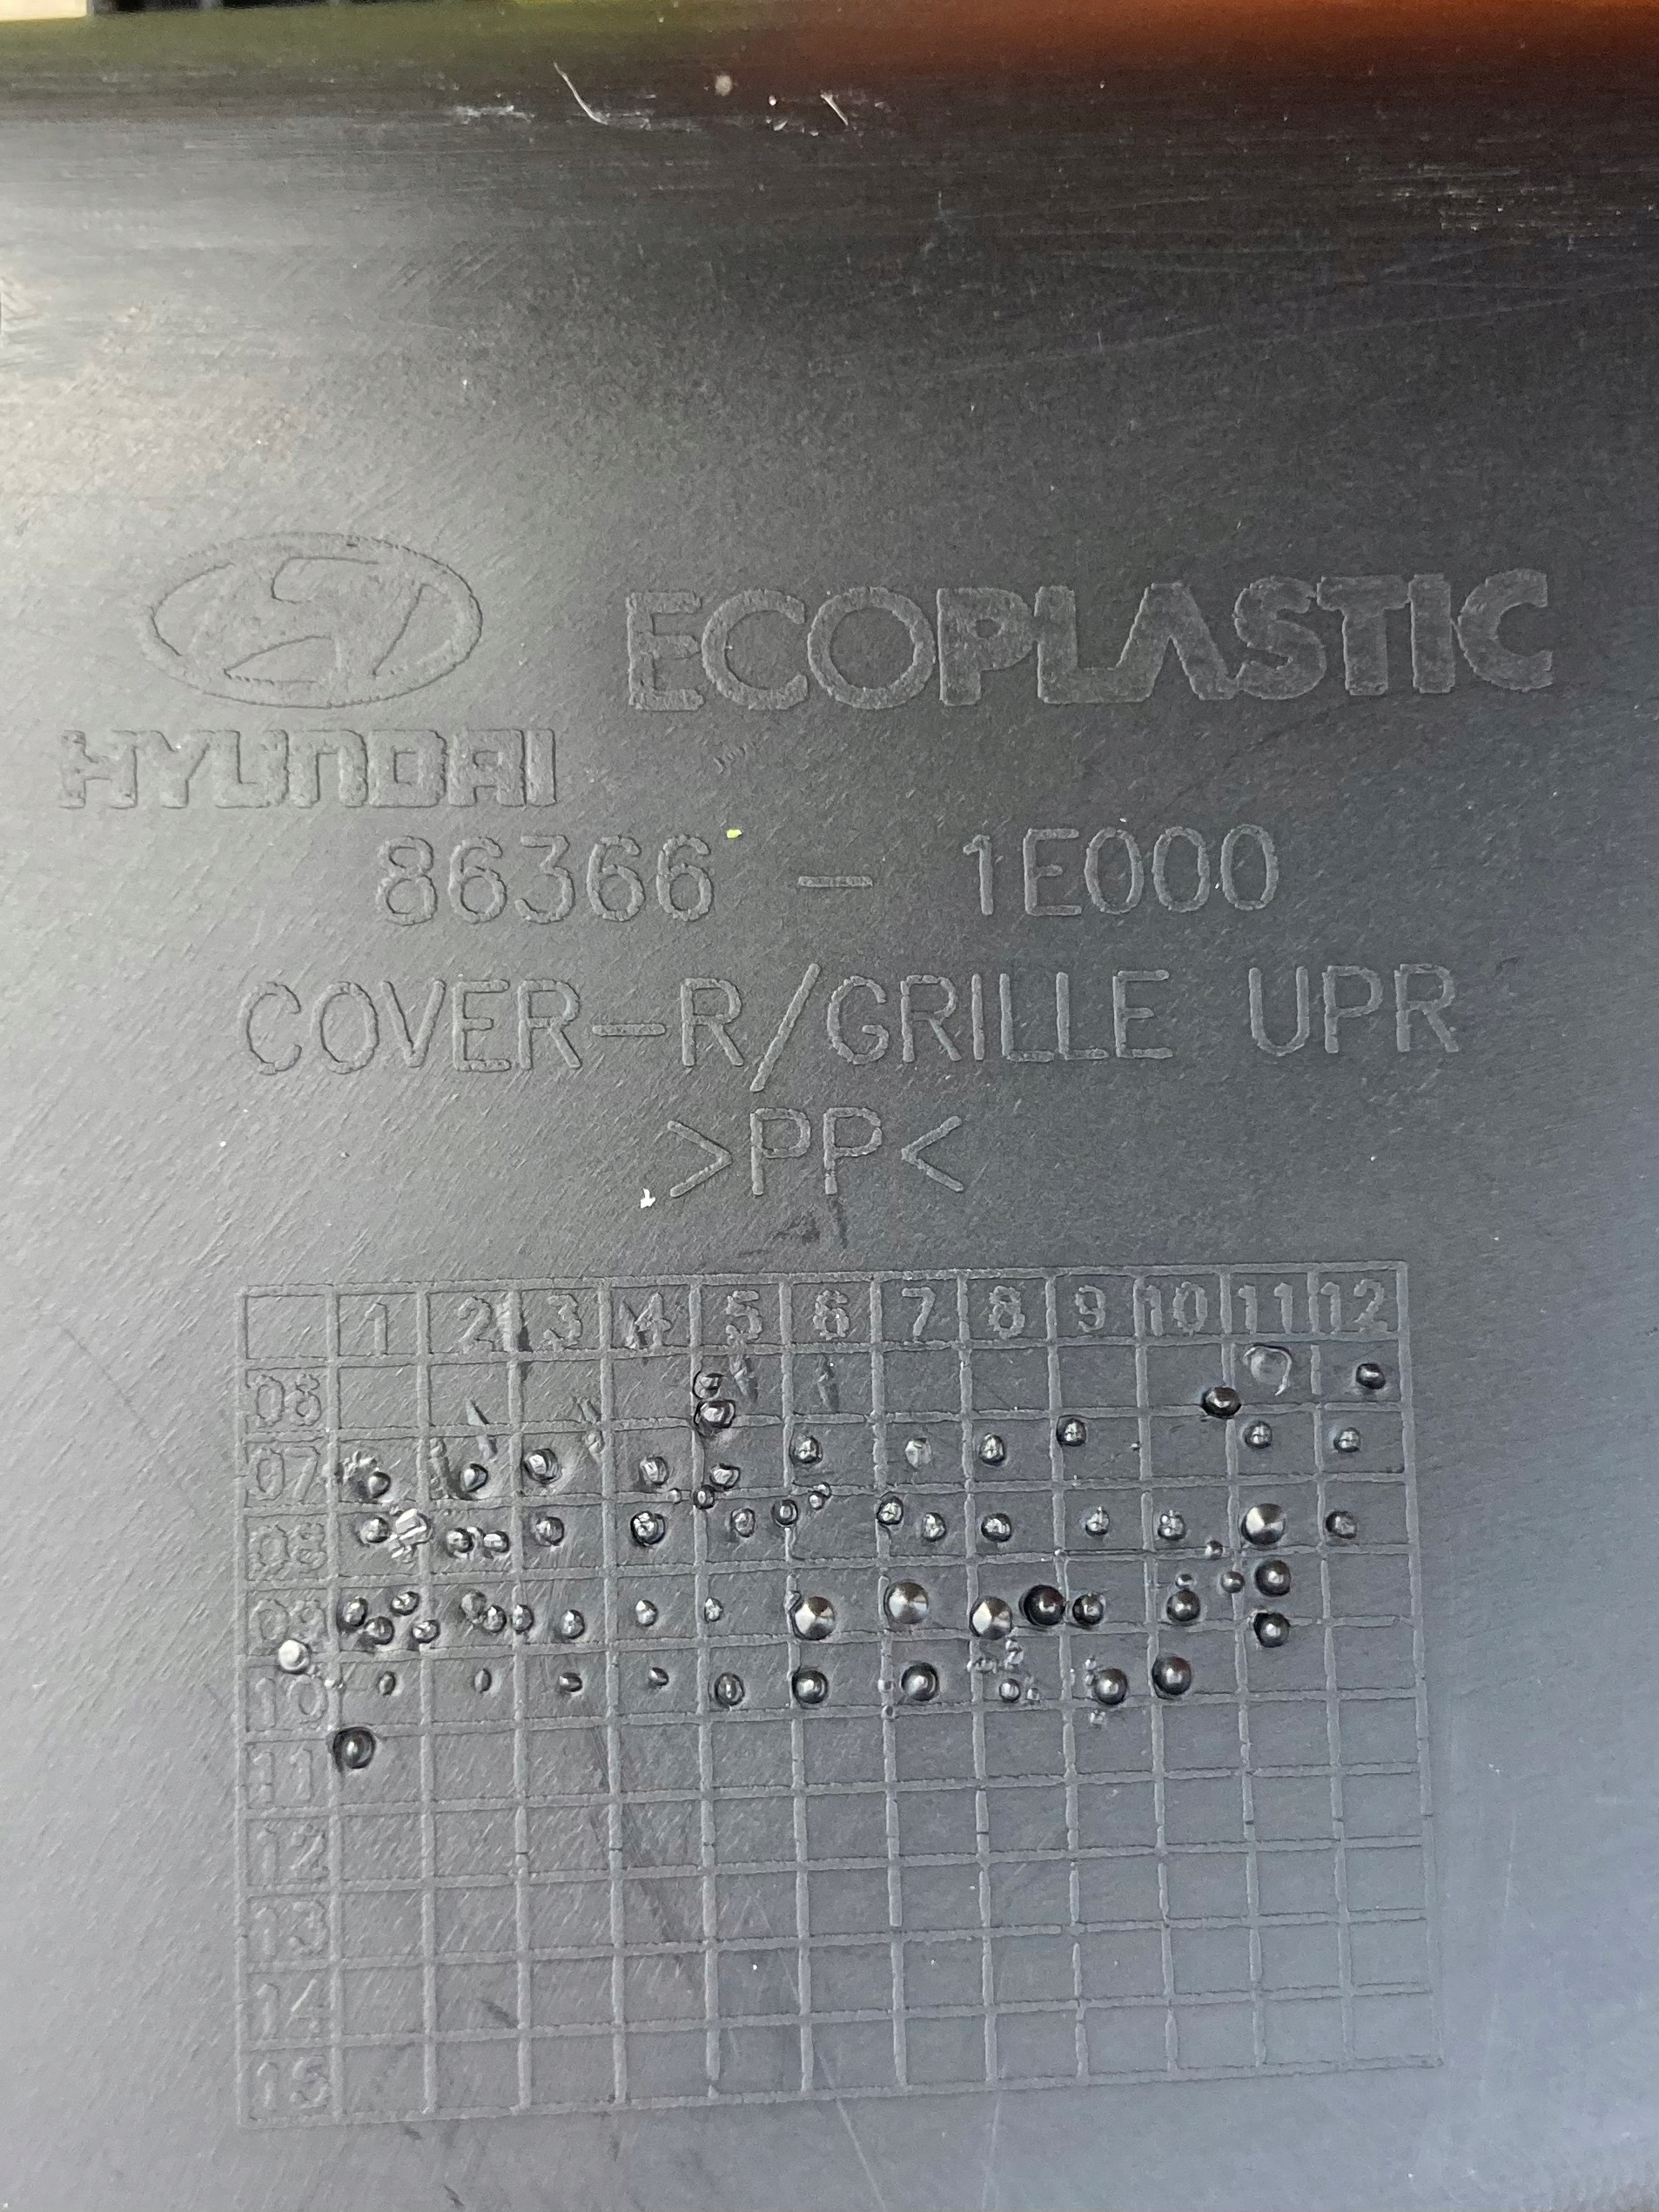 ECOPLASTIC
HYUNDAI
86366 - 1E000
COVER-R/GRILLE UPR
>PP<
1 2 3 4 5 6 7 8 9 10 11 12
06
07
08
09
10
11
12
13
14
15